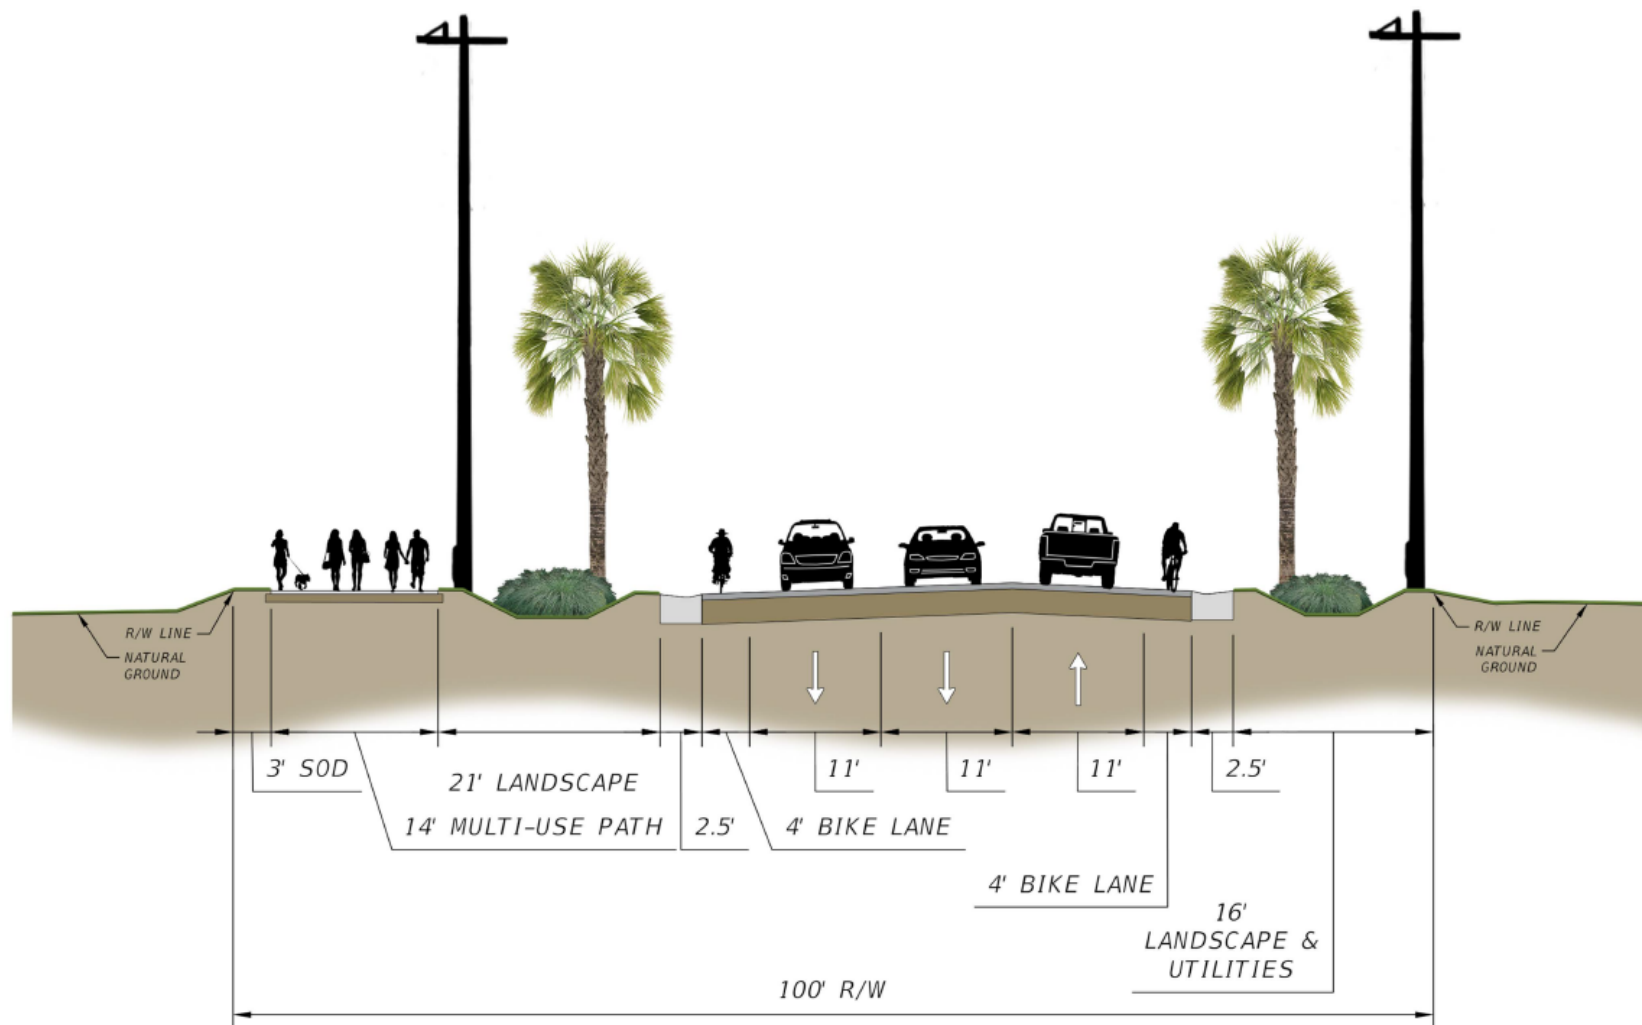 R/W LINE
NATURAL
GROUND
R/W LINE
NATURAL
GROUND
3' SOD
21' LANDSCAPE
14' MULTI-USE PATH
2.5'
4' BIKE LANE
11'
11'
11'
2.5'
4' BIKE LANE
16'
LANDSCAPE &
UTILITIES
100' R/W